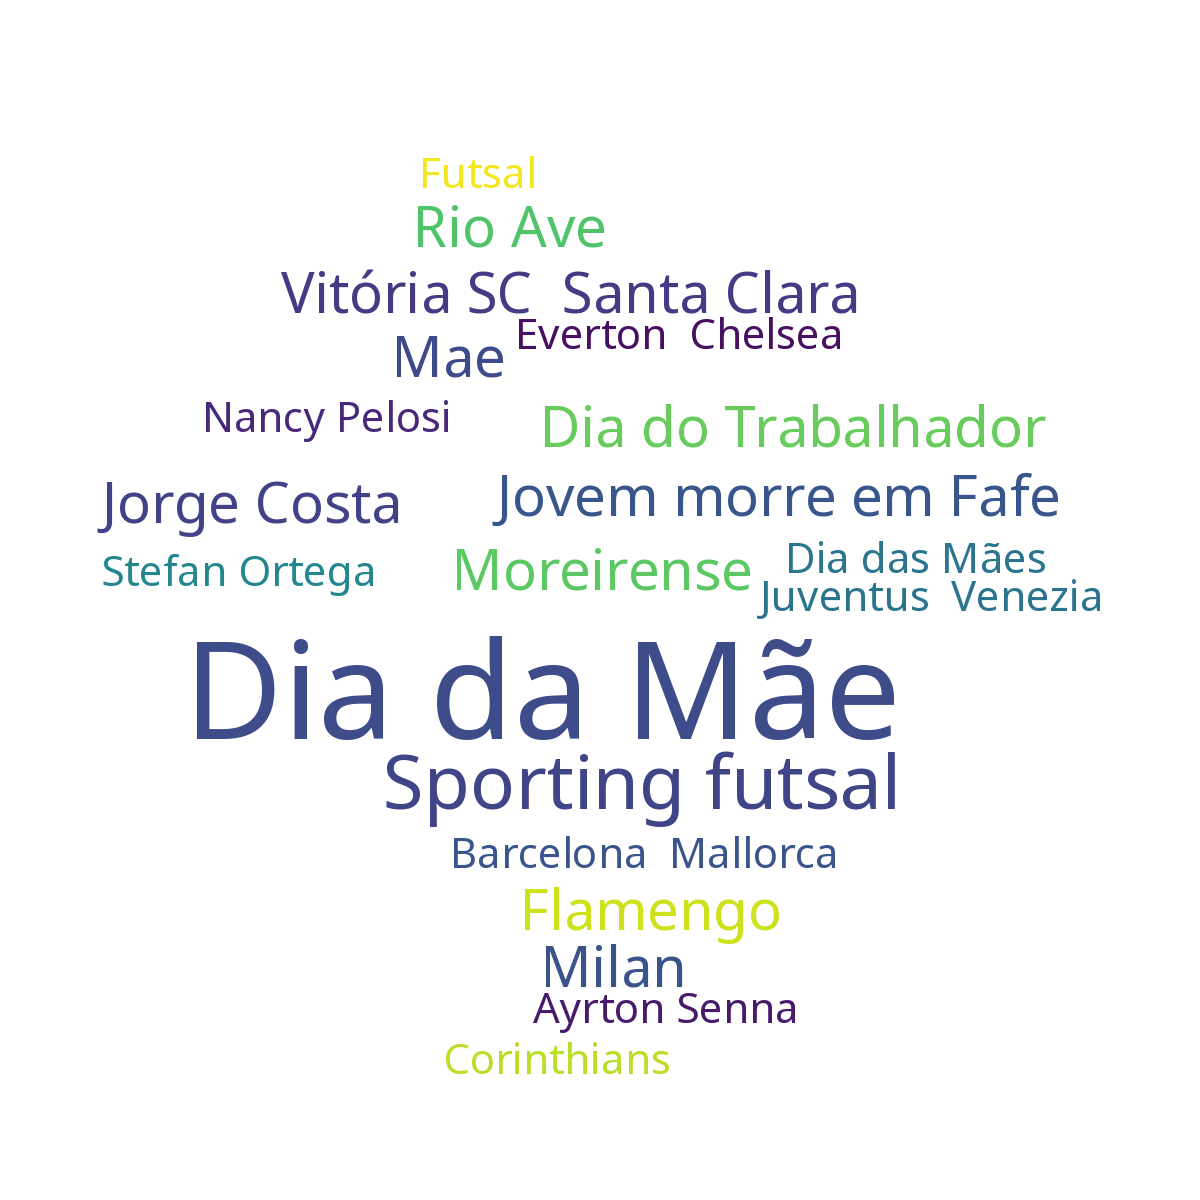 Futsal
Rio Ave
Vitória SC  Santa Clara
Everton  Chelsea
Mae
Nancy Pelosi
Dia do Trabalhador
Jorge Costa
Jovem morre em Fafe
Stefan Ortega
Moreirense
Dia das Mães
Juventus  Venezia
Dia da Mãe
Sporting futsal
Barcelona  Mallorca
Flamengo
Milan
Ayrton Senna
Corinthians